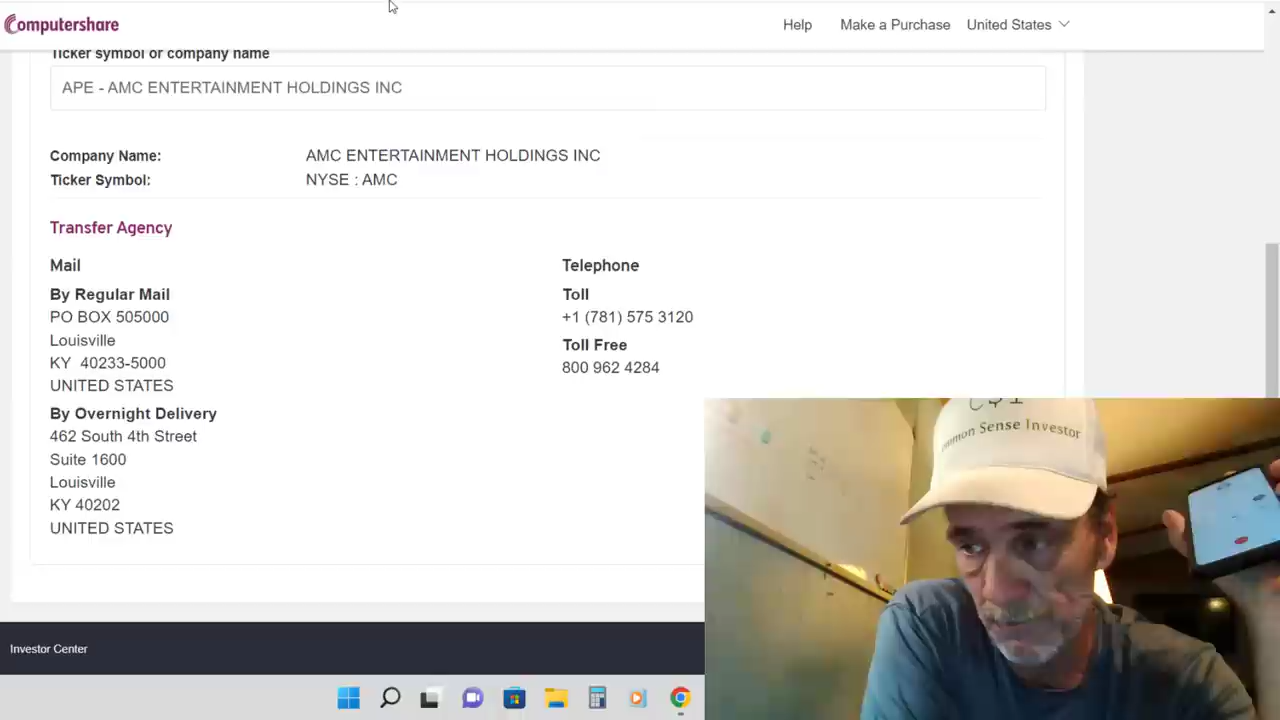 Computershare
Help
Make a Purchase
United States
Ticker symbol or company name
APE - AMC ENTERTAINMENT HOLDINGS INC
Company Name:
AMC ENTERTAINMENT HOLDINGS INC
Ticker Symbol:
NYSE : AMC
Transfer Agency
Mail
By Regular Mail
PO BOX 505000
Louisville
KY 40233-5000
UNITED STATES
By Overnight Delivery
462 South 4th Street
Suite 1600
Louisville
KY 40202
UNITED STATES
Telephone
Toll
+1 (781) 575 3120
Toll Free
800 962 4284
Sense Investor
Investor Center